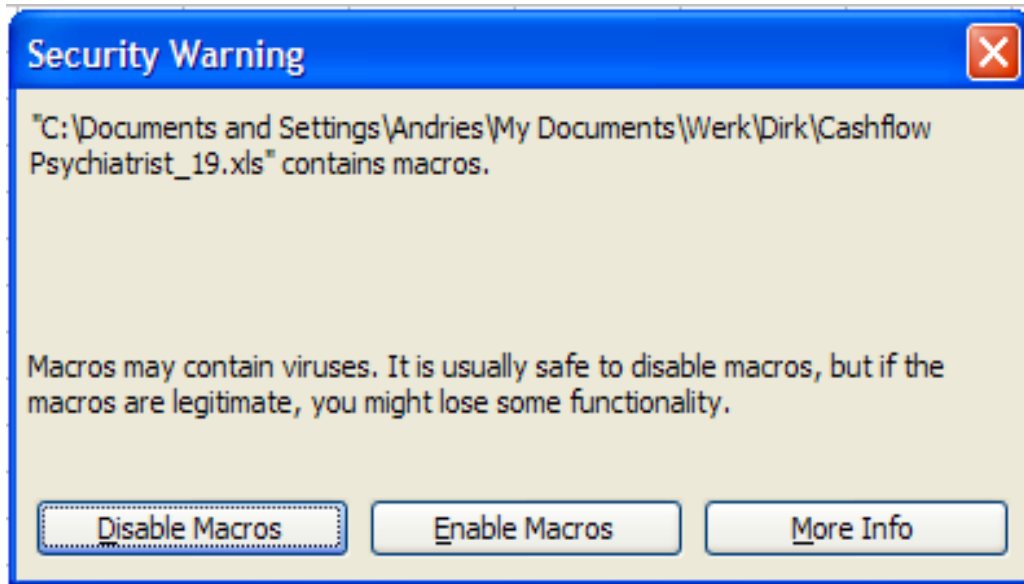 Security Warning
"C:\Documents and Settings\Andries\My Documents\Werk\Dirk\Cashflow
Psychiatrist_19.xls" contains macros.
Macros may contain viruses. It is usually safe to disable macros, but if the
macros are legitimate, you might lose some functionality.
Disable Macros
Enable Macros
More Info